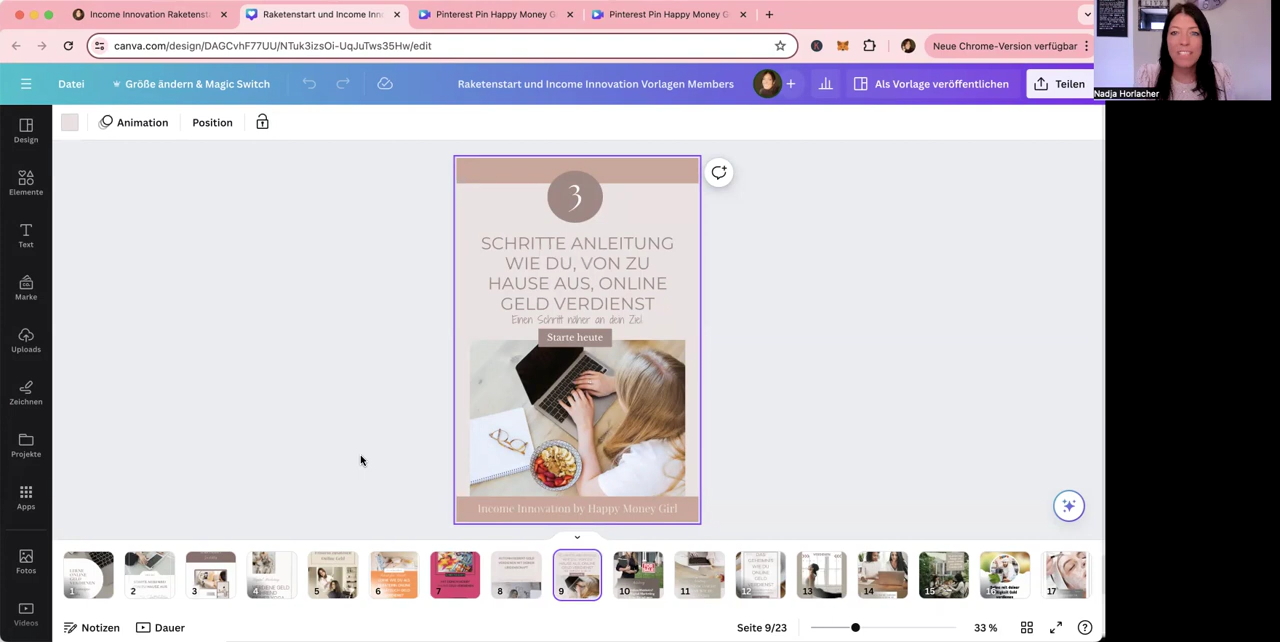 Income Innovation Raketenst
Raketenstart und Income Inn
Pinterest Pin Happy Money G
Pinterest Pin Happy Money G
canva.com/design/DAGCvhF77UU/NTuk3izsOi-UqJuTws35Hw/edit
Neue Chrome-Version verfügbar
Datei
Größe ändern & Magic Switch
Raketenstart und Income Innovation Vorlagen Members
Als Vorlage veröffentlichen
Teilen
Nadja Horlacher
Animation
Position
Design
Elemente
Text
Marke
Uploads
Zeichnen
Projekte
Apps
Fotos
Videos
3
SCHRITTE ANLEITUNG
WIE DU, VON ZU
HAUSE AUS, ONLINE
GELD VERDIENST
Einen Schritt näher an dein Ziel
Starte heute
Income Innovation by Happy Money Girl
1
2
3
4
5
6
7
8
9
10
11
12
13
14
15
16
17
Notizen
Dauer
Seite 9/23
33 %